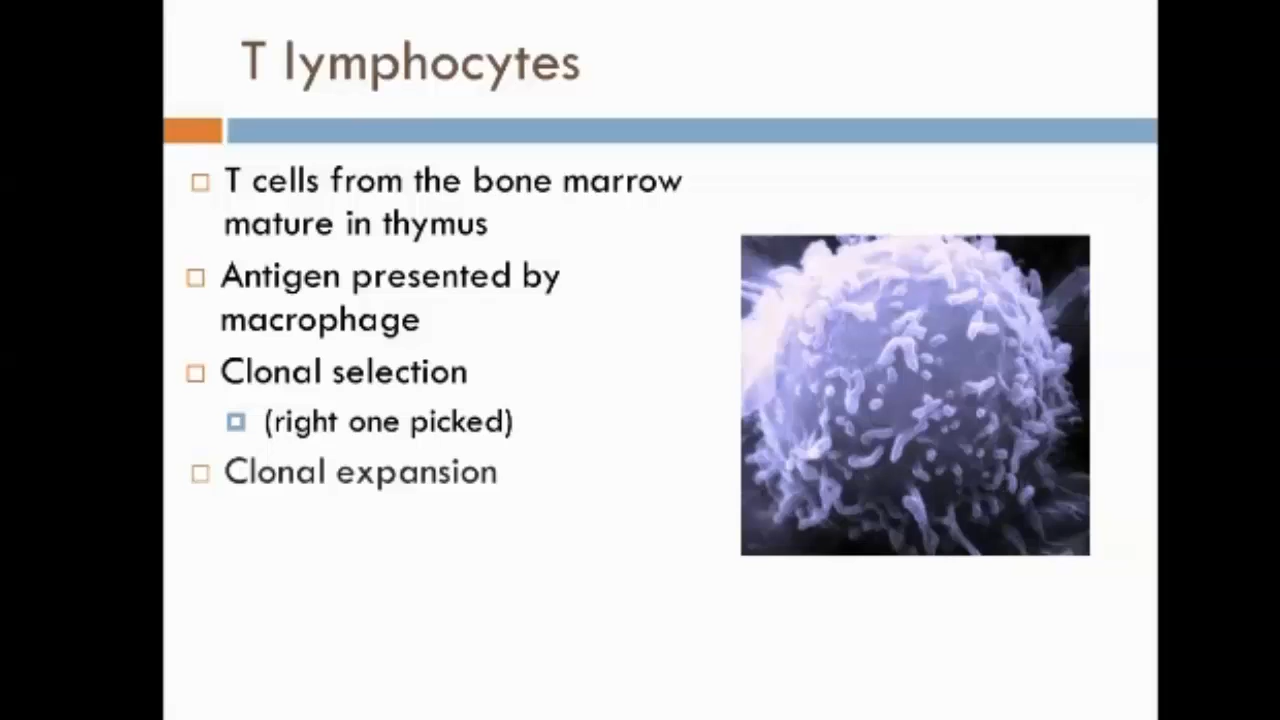 T lymphocytes
T cells from the bone marrow
mature in thymus
Antigen presented by
macrophage
Clonal selection
(right one picked)
Clonal expansion